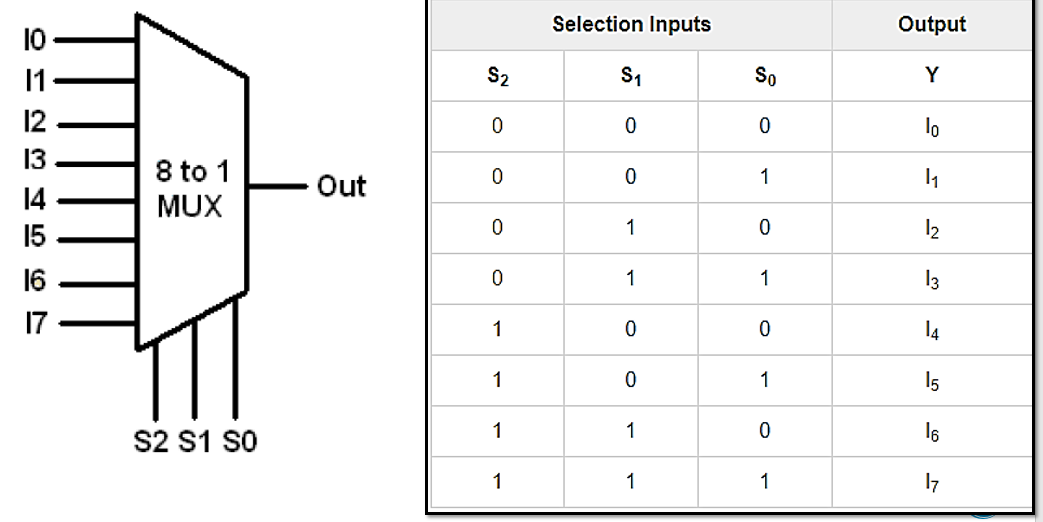 I0
I1
I2
I3
I4
I5
I6
I7
8 to 1
MUX
Out
S2 S1 S0
Selection Inputs Output
S₂ S₁ S₀ Y
0 0 0 I₀
0 0 1 I₁
0 1 0 I₂
0 1 1 I₃
1 0 0 I₄
1 0 1 I₅
1 1 0 I₆
1 1 1 I₇